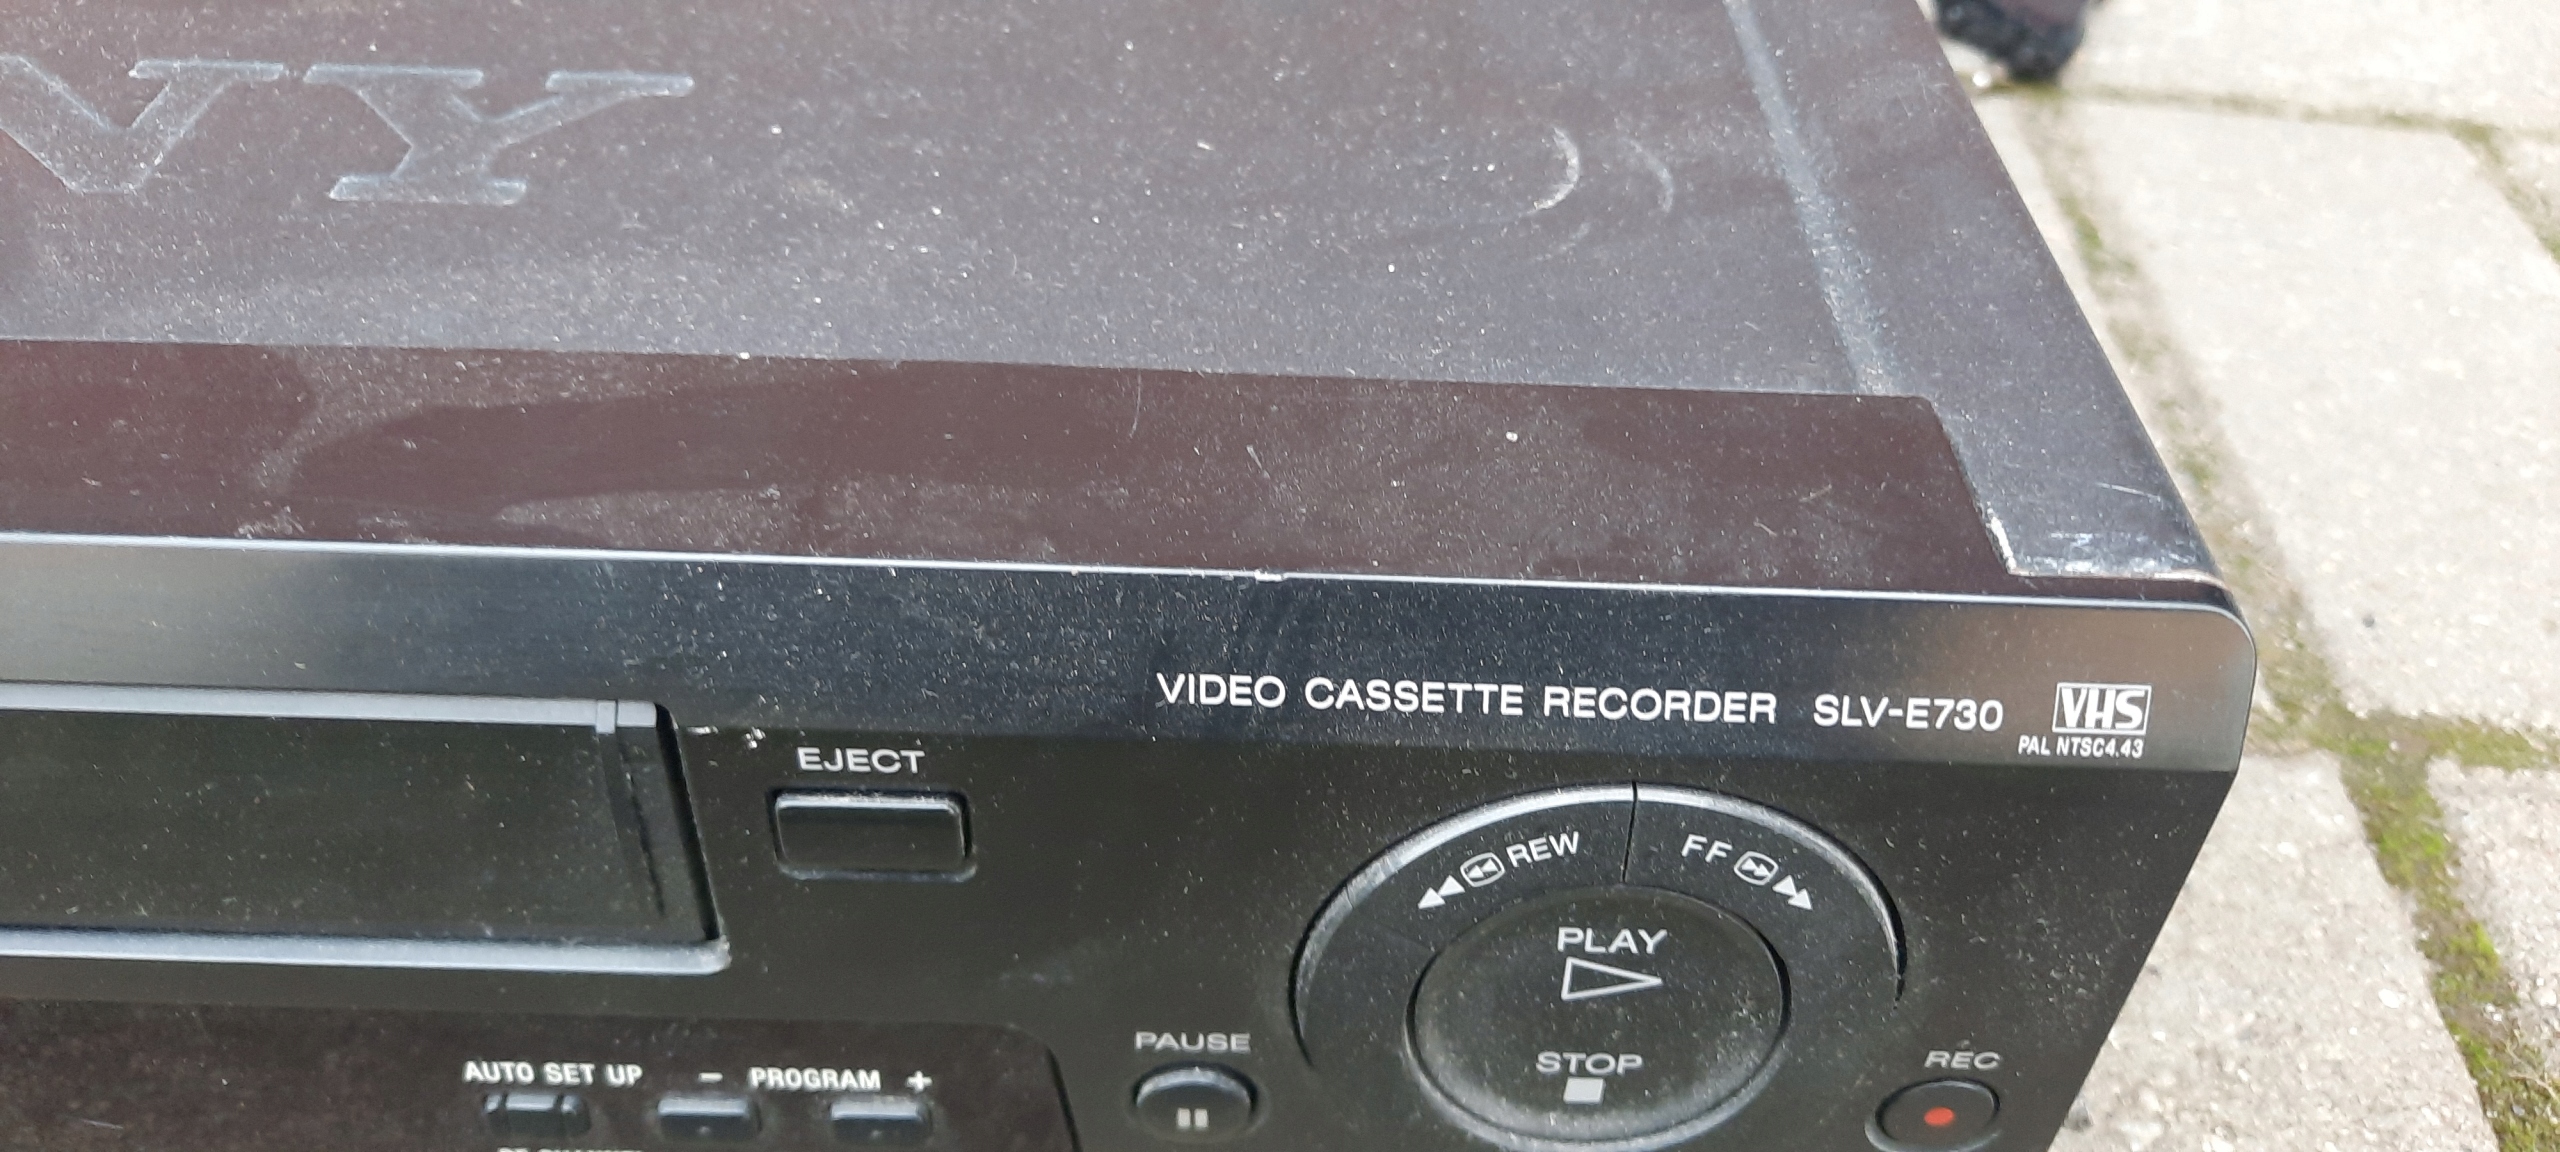 NY
VIDEO CASSETTE RECORDER SLV-E730 VHS
PAL NTSC4.43
EJECT
REW FF
PLAY
STOP
PAUSE
REC
AUTO SET UP - PROGRAM +